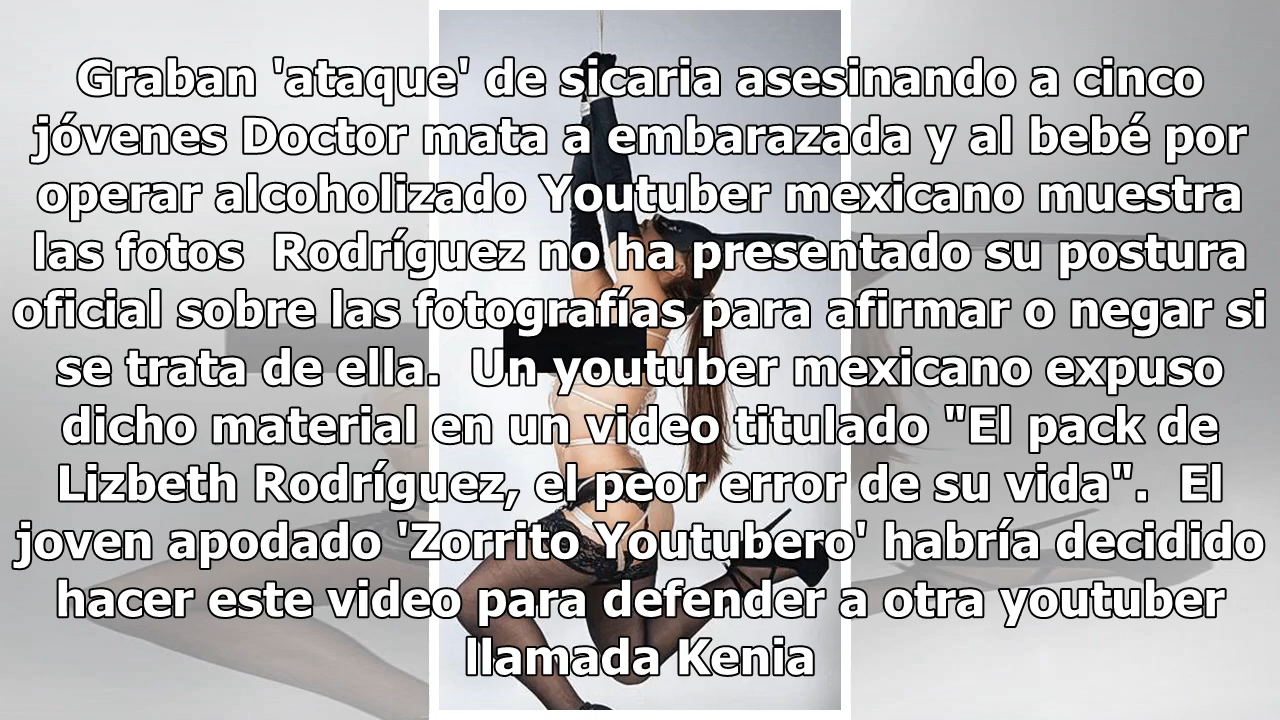 Graban 'ataque' de sicaria asesinando a cinco
jóvenes Doctor mata a embarazada y al bebé por
operar alcoholizado Youtuber mexicano muestra
las fotos  Rodríguez no ha presentado su postura
oficial sobre las fotografías para afirmar o negar si
se trata de ella.  Un youtuber mexicano expuso
dicho material en un video titulado "El pack de
Lizbeth Rodríguez, el peor error de su vida".  El
joven apodado 'Zorrito Youtubero' habría decidido
hacer este video para defender a otra youtuber
llamada Kenia